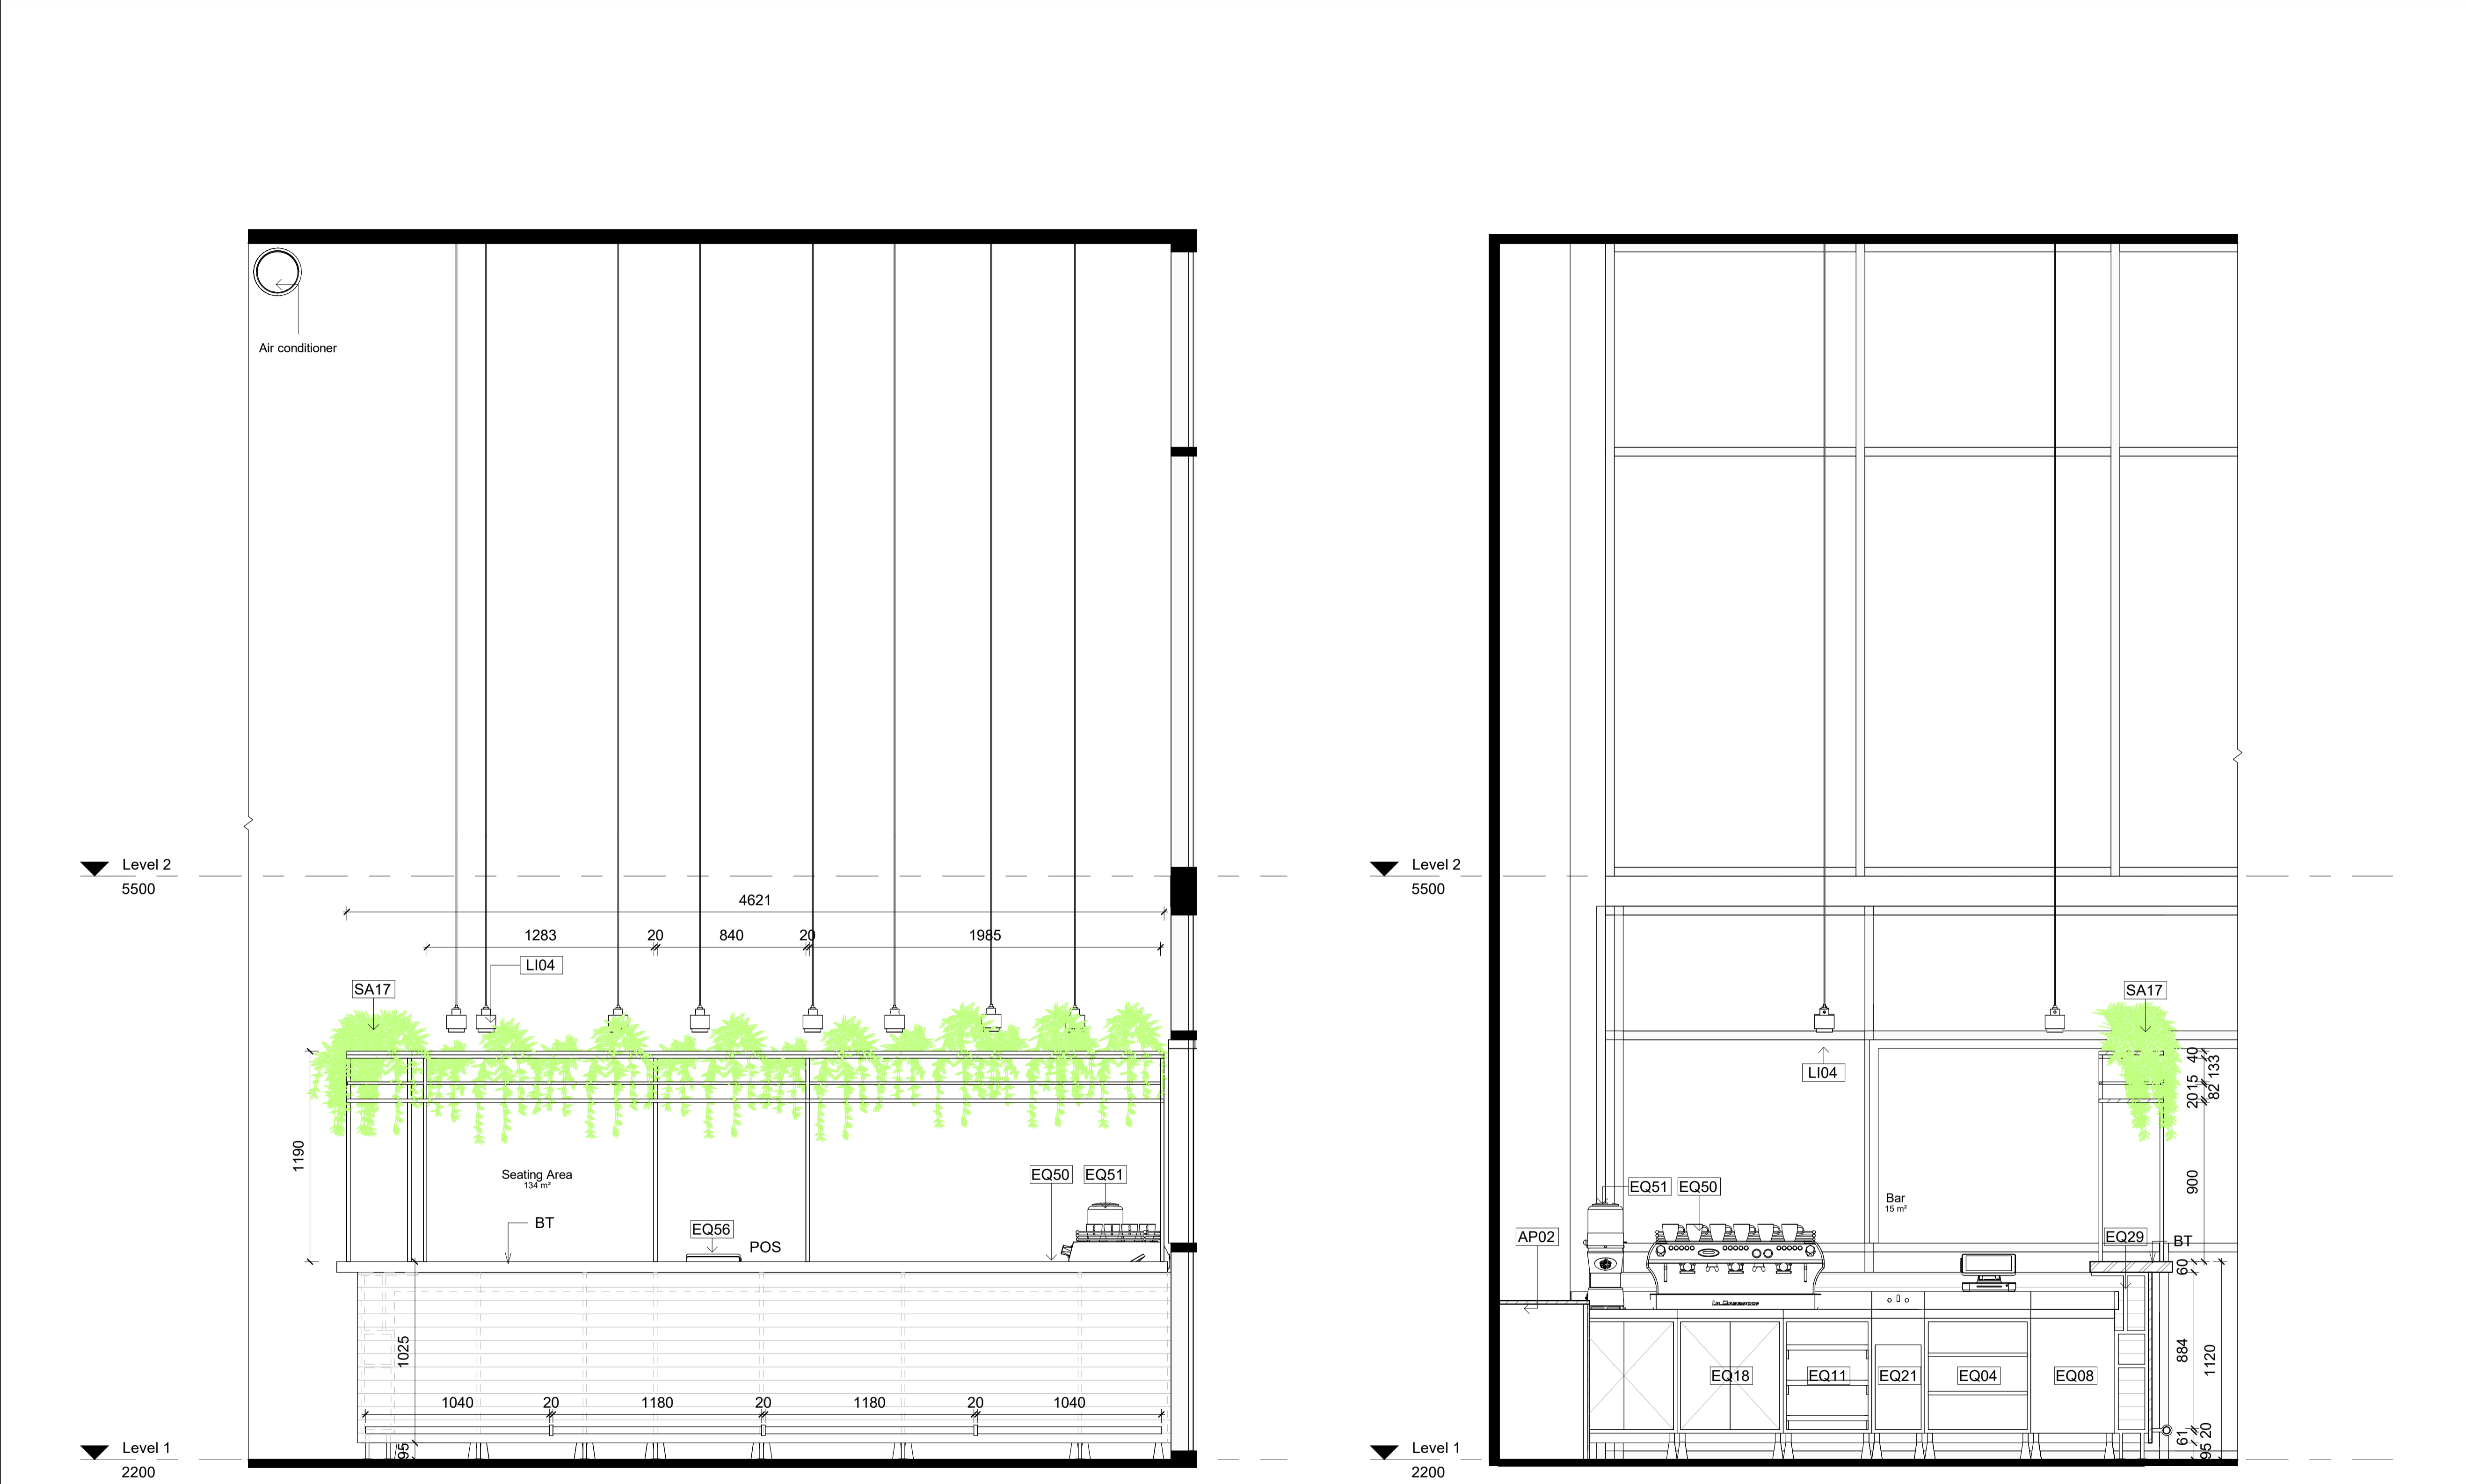 Air conditioner
Level 2
5500
4621
1283
20
840
20
1985
LI04
SA17
1190
Seating Area
134 m²
BT
EQ56
POS
EQ50
EQ51
1025
1040
20
1180
20
1180
20
1040
95
Level 1
2200
Level 2
5500
SA17
LI04
40
133
15
82
20
900
EQ51
EQ50
Bar
15 m²
AP02
EQ29
BT
60
884
1120
EQ18
EQ11
EQ21
EQ04
EQ08
20
61
95
Level 1
2200